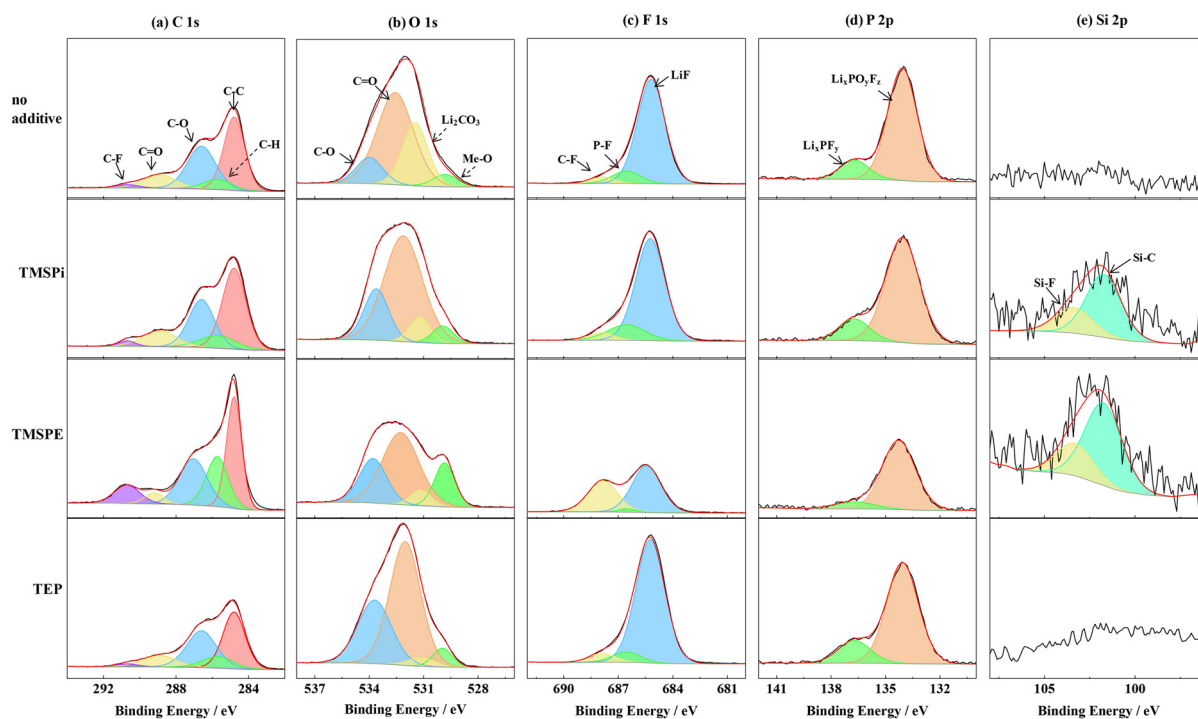 (a) C 1s
(b) O 1s
(c) F 1s
(d) P 2p
(e) Si 2p
no
additive
C-F
C=O
C-O
C-C
C-H
C-O
C=O
Li₂CO₃
Me-O
C-F
P-F
LiF
LiₓPFᵧ
LiₓPOᵧF_z
TMSPi
Si-F
Si-C
TMSPE
TEP
292 288 284
537 534 531 528
690 687 684 681
141 138 135 132
105 100
Binding Energy / eV
Binding Energy / eV
Binding Energy / eV
Binding Energy / eV
Binding Energy / eV